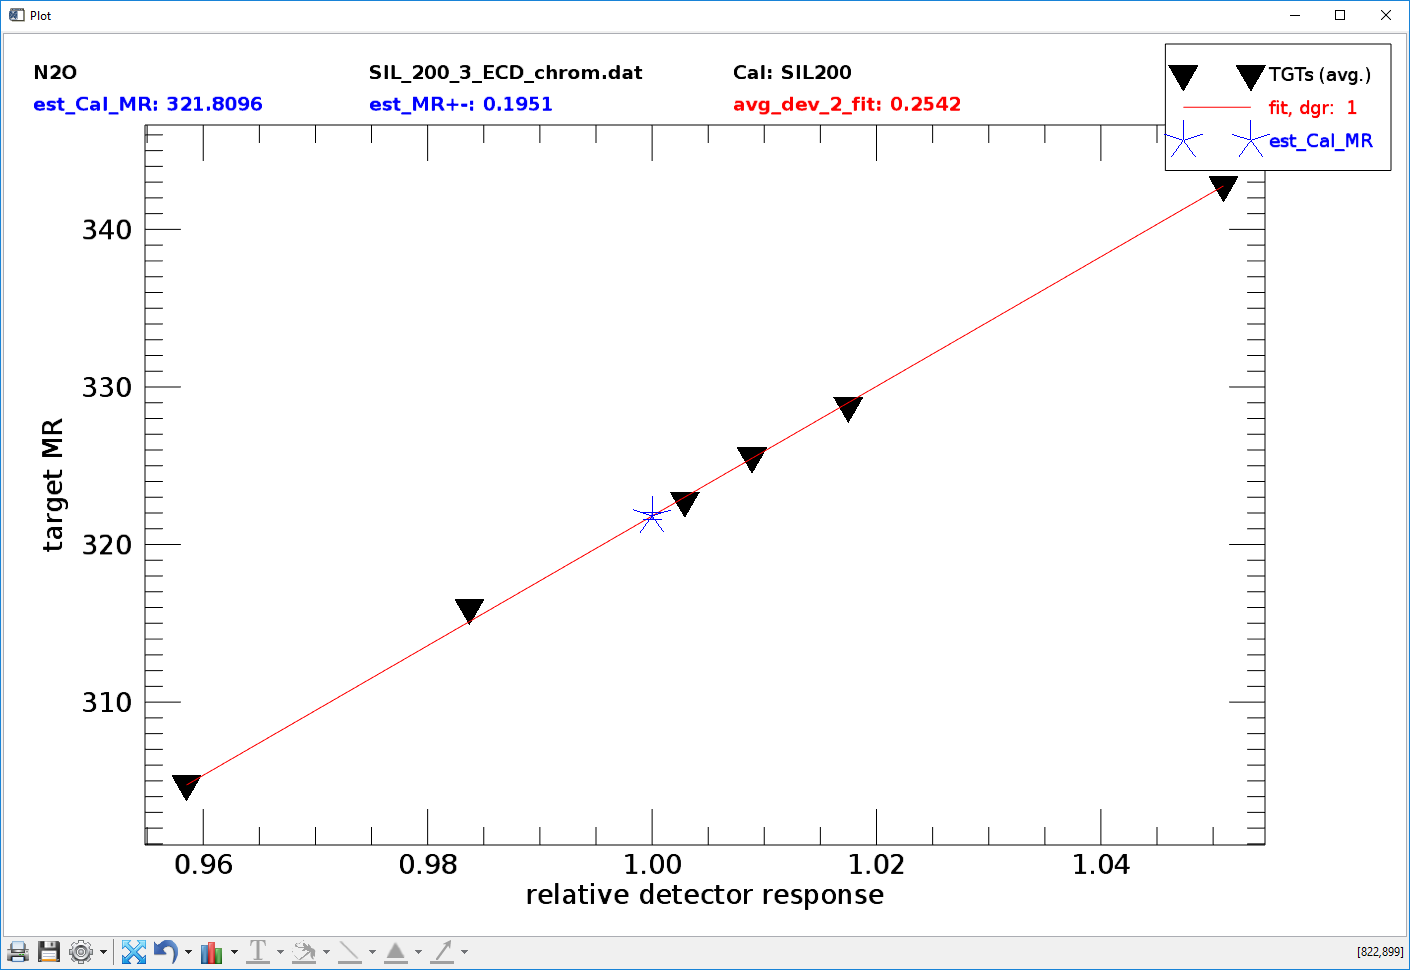 Plot
N2O SIL_200_3_ECD_chrom.dat Cal: SIL200
est_Cal_MR: 321.8096 est_MR+-: 0.1951 avg_dev_2_fit: 0.2542
TGTs (avg.)
fit, dgr: 1
est_Cal_MR
340
330
320
310
target MR
0.96 0.98 1.00 1.02 1.04
relative detector response
T
[822,899]